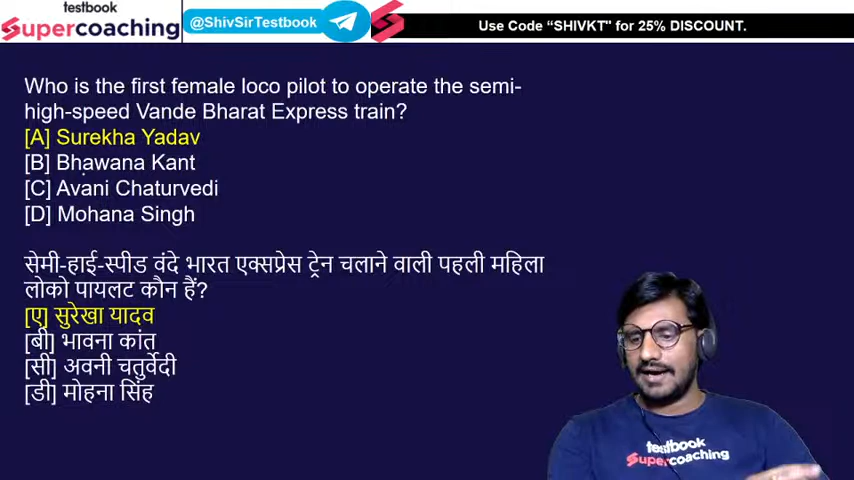 testbook
Supercoaching
@ShivSirTestbook
Use Code “SHIVKT" for 25% DISCOUNT.
Who is the first female loco pilot to operate the semi-
high-speed Vande Bharat Express train?
[A] Surekha Yadav
[B] Bhawana Kant
[C] Avani Chaturvedi
[D] Mohana Singh
सेमी-हाई-स्पीड वंदे भारत एक्सप्रेस ट्रेन चलाने वाली पहली महिला
लोको पायलट कौन हैं?
[ए] सुरेखा यादव
[बी] भावना कांत
[सी] अवनी चतुर्वेदी
[डी] मोहना सिंह
testbook
Supercoaching